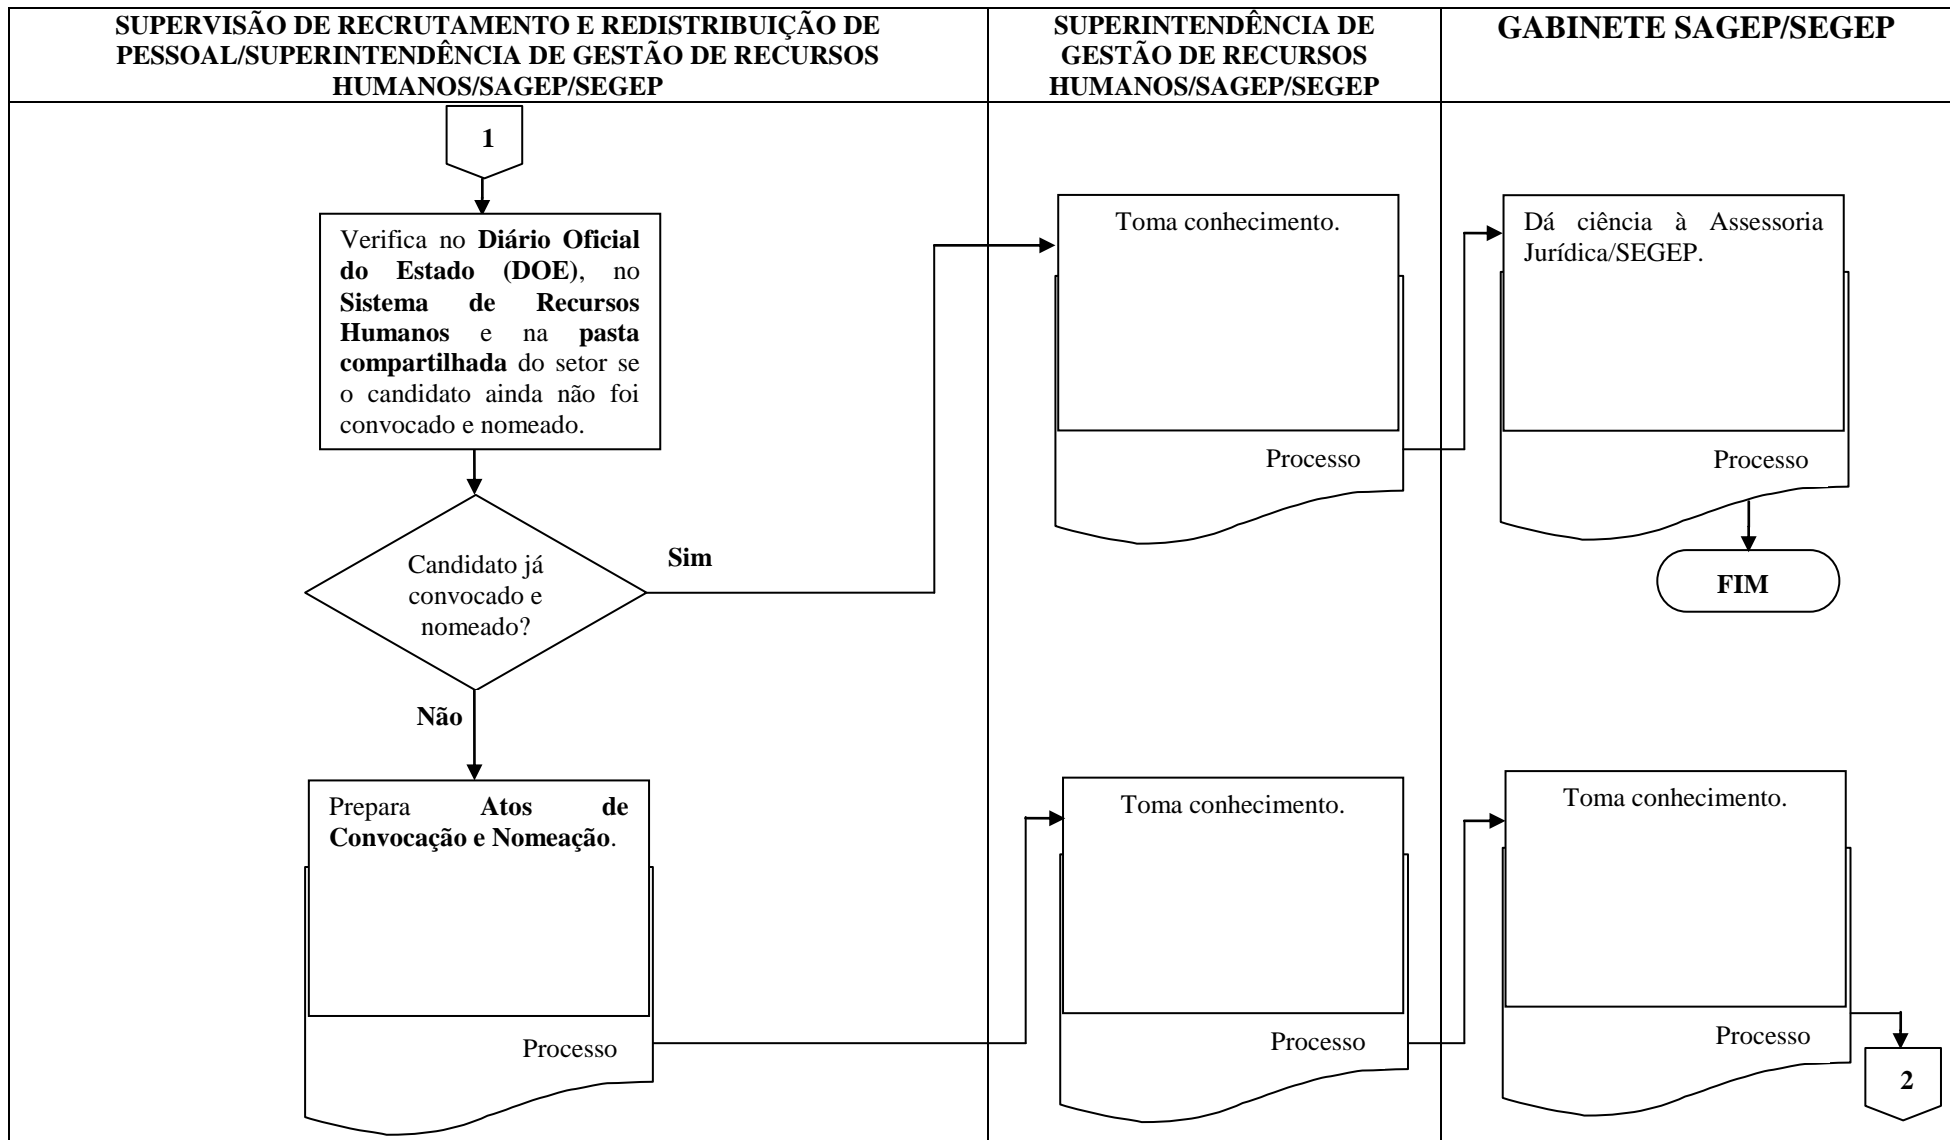 SUPERVISÃO DE RECRUTAMENTO E REDISTRIBUIÇÃO DE
PESSOAL/SUPERINTENDÊNCIA DE GESTÃO DE RECURSOS
HUMANOS/SAGEP/SEGEP
SUPERINTENDÊNCIA DE
GESTÃO DE RECURSOS
HUMANOS/SAGEP/SEGEP
GABINETE SAGEP/SEGEP
1
Verifica no Diário Oficial
do Estado (DOE), no
Sistema de Recursos
Humanos e na pasta
compartilhada do setor se
o candidato ainda não foi
convocado e nomeado.
Candidato já
convocado e
nomeado?
Sim
Toma conhecimento.
Processo
Dá ciência à Assessoria
Jurídica/SEGEP.
Processo
FIM
Não
Prepara Atos de
Convocação e Nomeação.
Processo
Toma conhecimento.
Processo
Toma conhecimento.
Processo
2